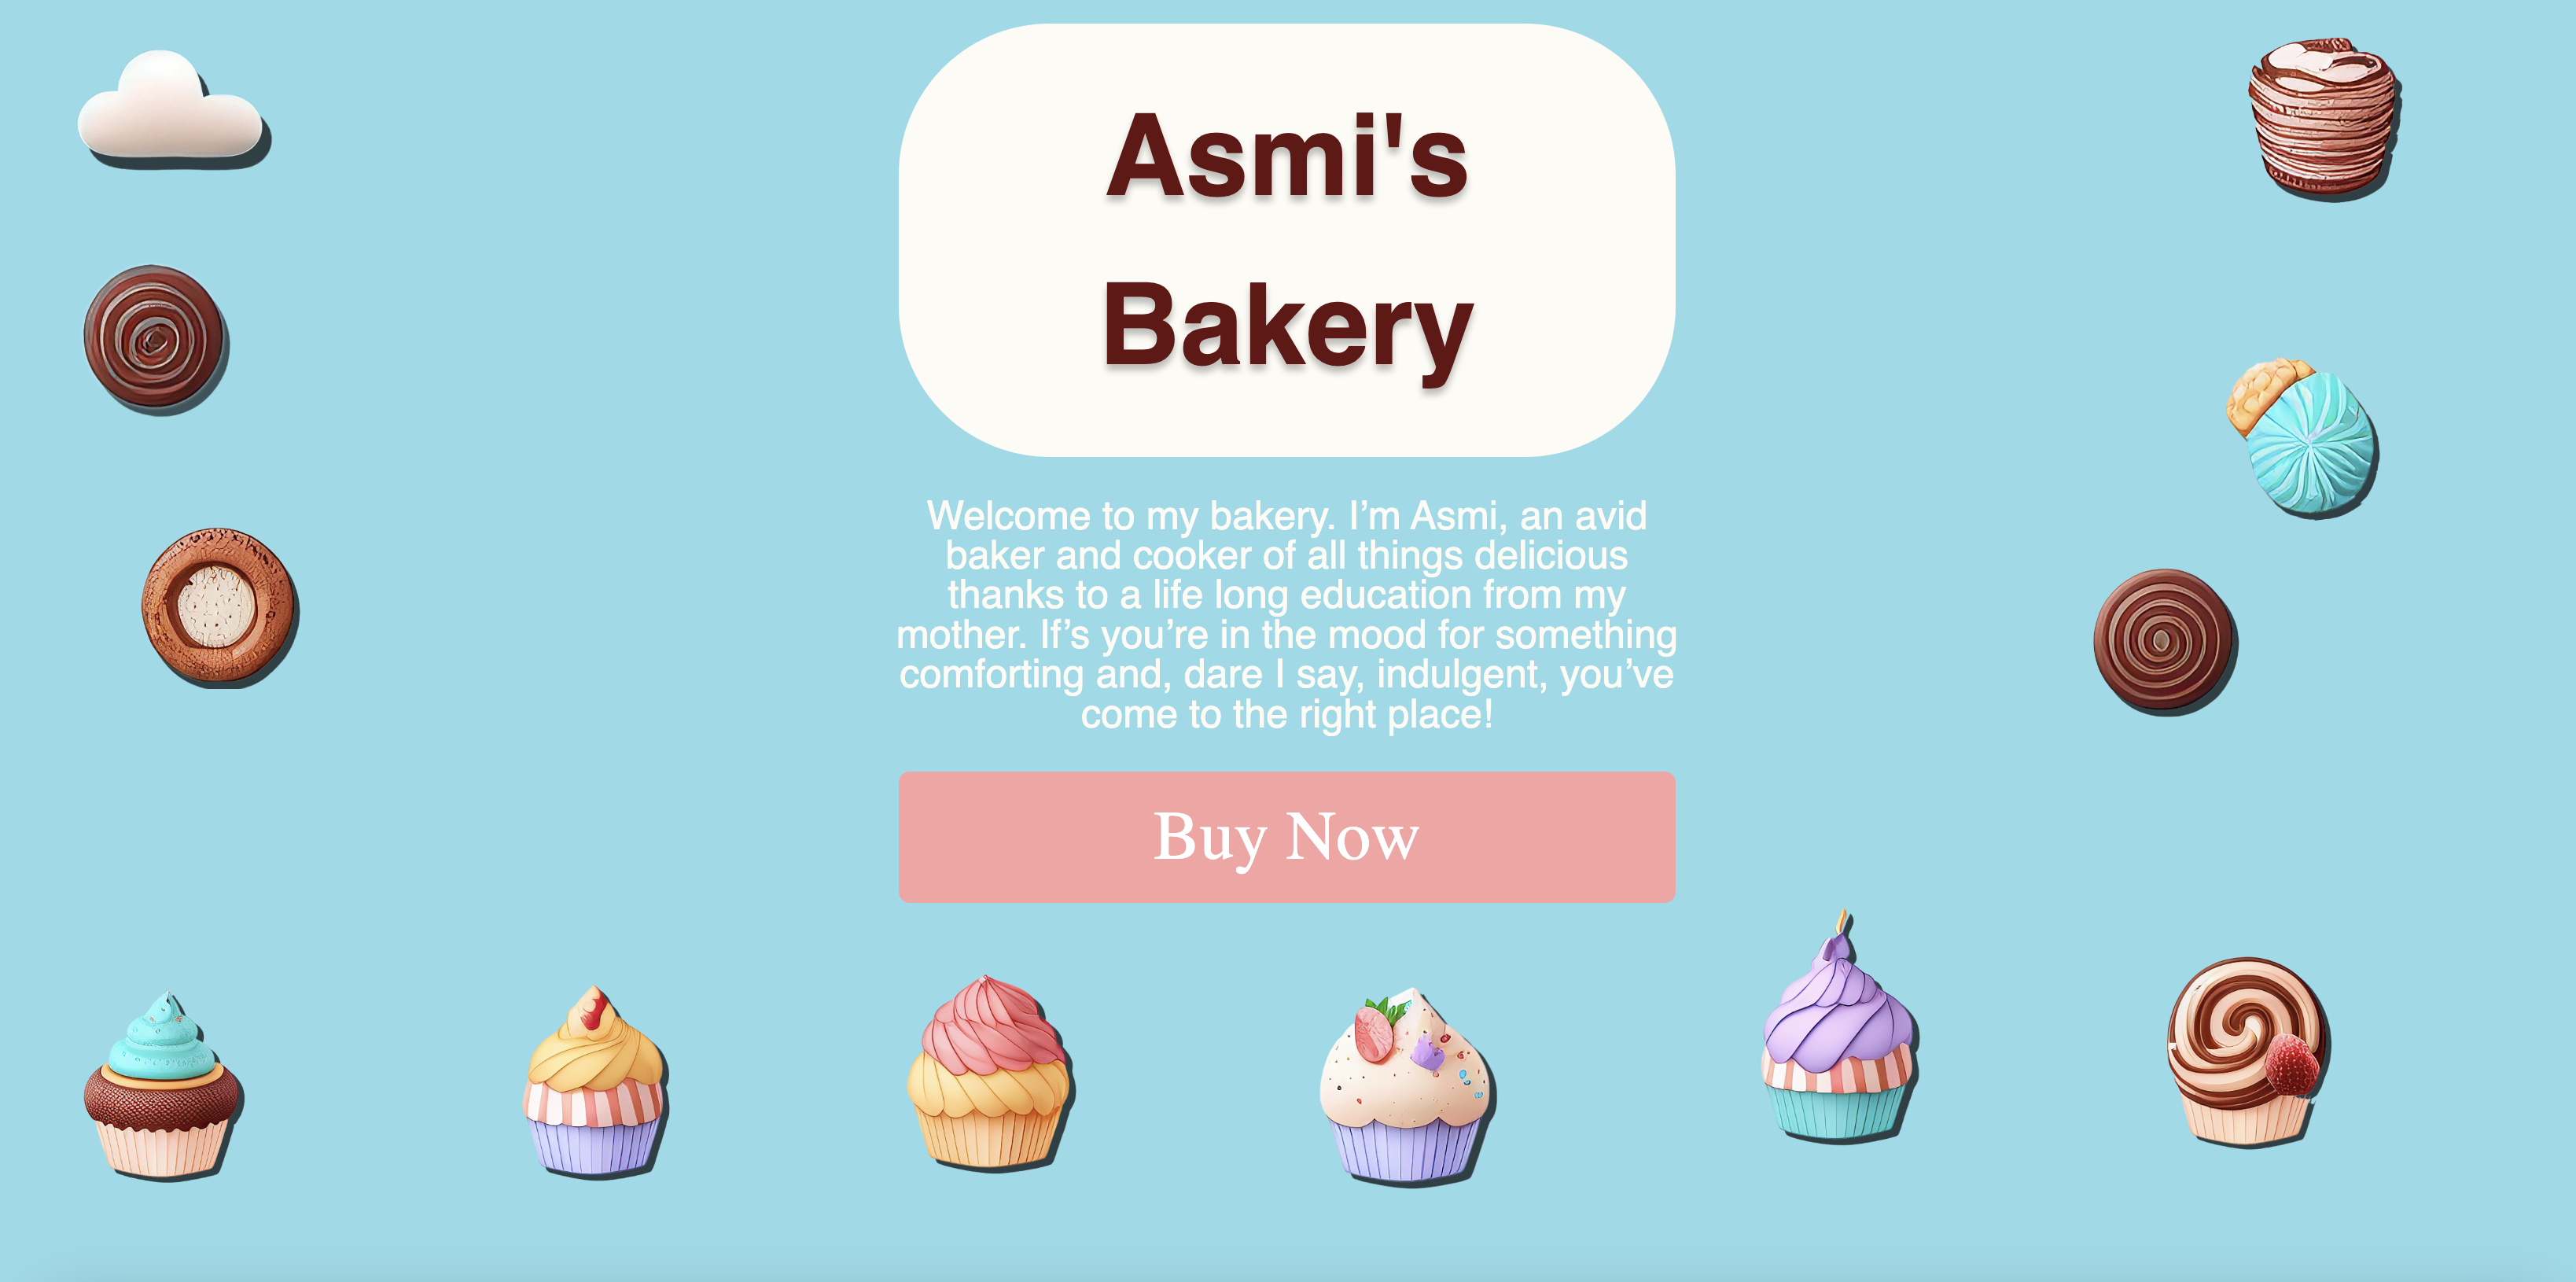 Asmi's
Bakery
Welcome to my bakery. I’m Asmi, an avid
baker and cooker of all things delicious
thanks to a life long education from my
mother. If’s you’re in the mood for something
comforting and, dare I say, indulgent, you’ve
come to the right place!
Buy Now